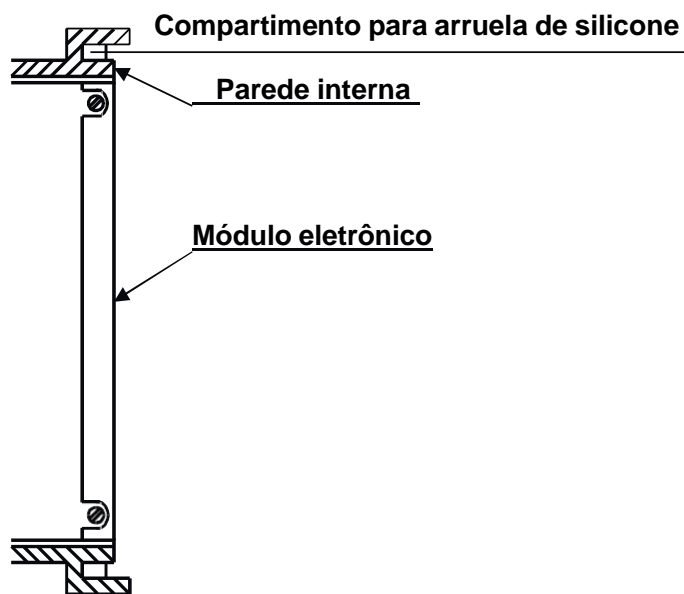 Compartimento para arruela de silicone
Parede interna
Módulo eletrônico